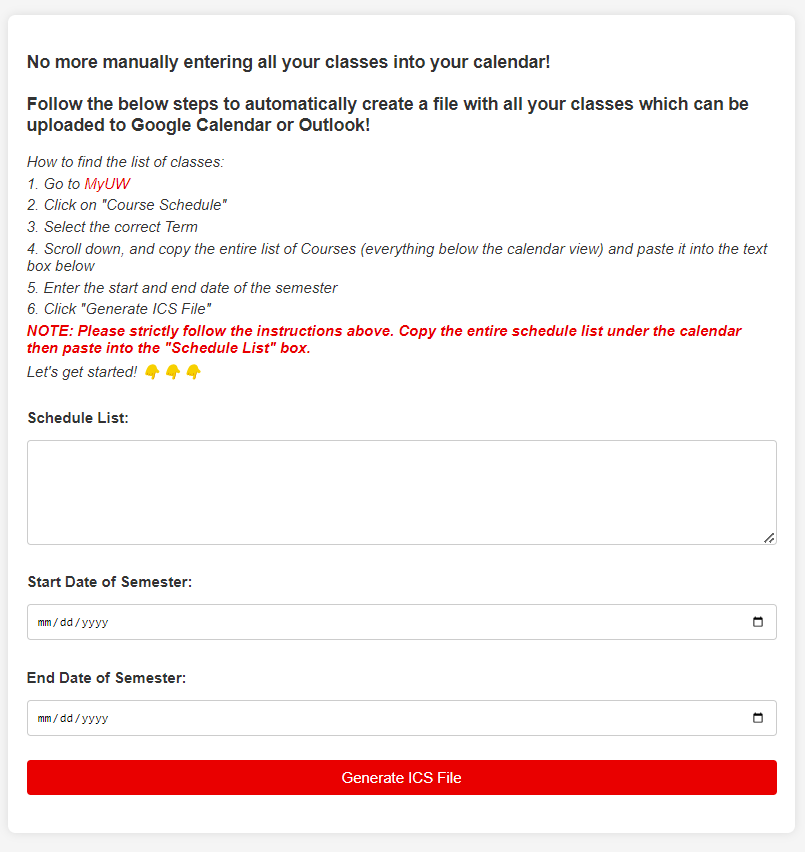 No more manually entering all your classes into your calendar!
Follow the below steps to automatically create a file with all your classes which can be
uploaded to Google Calendar or Outlook!
How to find the list of classes:
1. Go to MyUW
2. Click on "Course Schedule"
3. Select the correct Term
4. Scroll down, and copy the entire list of Courses (everything below the calendar view) and paste it into the text
box below
5. Enter the start and end date of the semester
6. Click "Generate ICS File"
NOTE: Please strictly follow the instructions above. Copy the entire schedule list under the calendar
then paste into the "Schedule List" box.
Let's get started! 👇👇👇
Schedule List:
Start Date of Semester:
mm/dd/yyyy
End Date of Semester:
mm/dd/yyyy
Generate ICS File